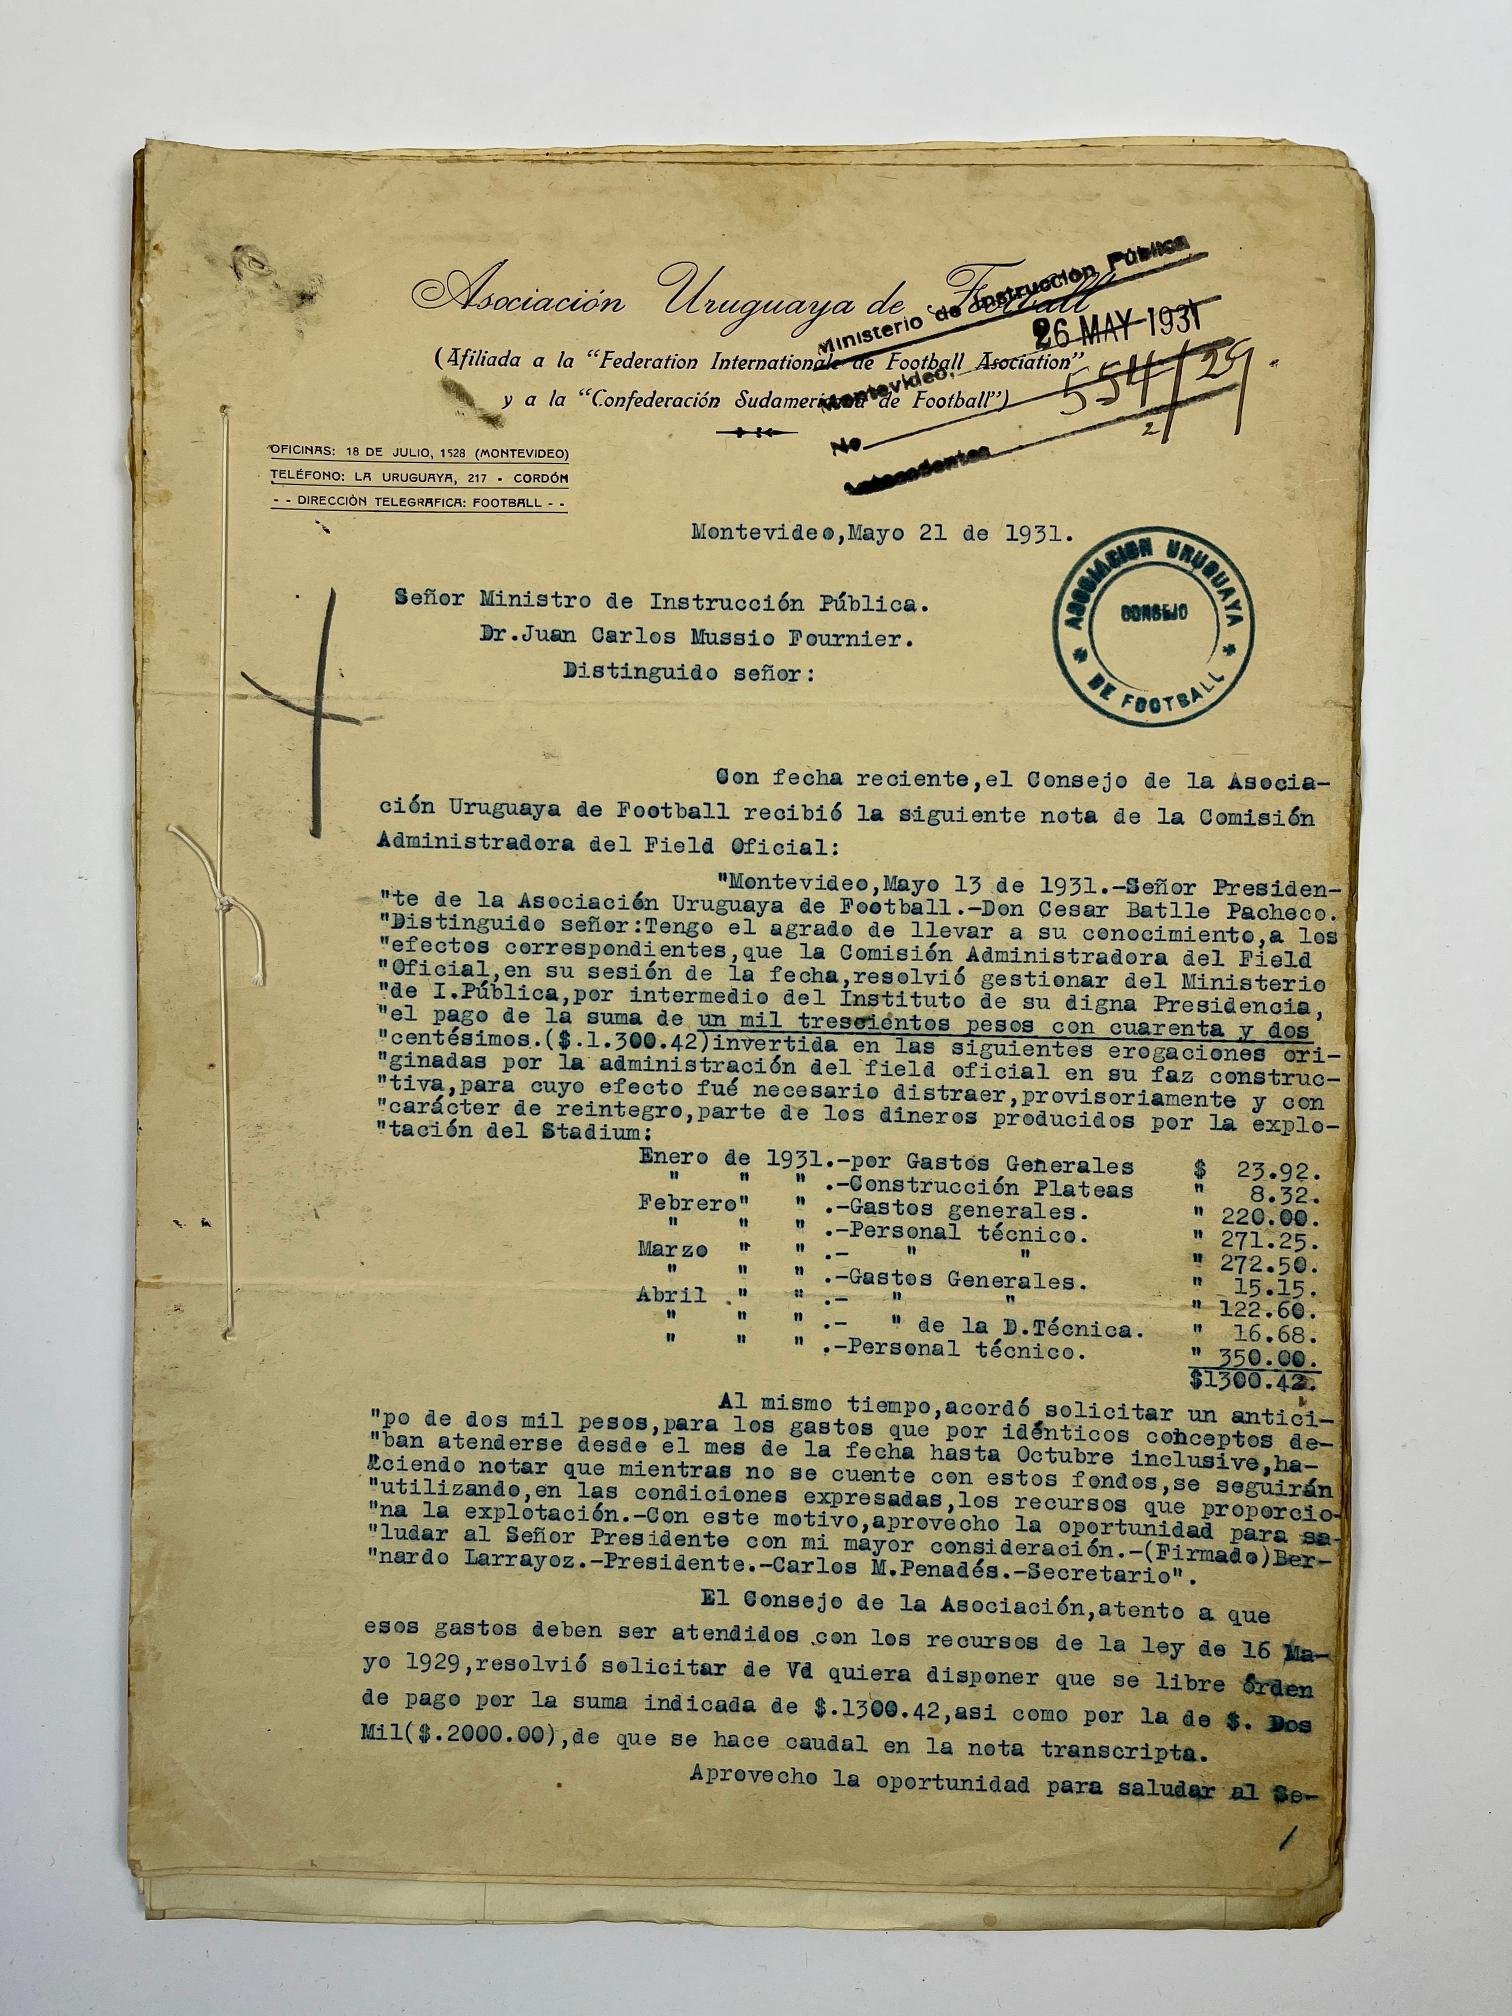 Asociación Uruguaya de Football
(Afiliada a la "Federation Internationale de Football Asociation"
y a la "Confederación Sudamericana de Football")
Ministerio de Instrucción Pública
26 MAY 1931
Montevideo,
No 554/29
2
Antecedentes
OFICINAS: 18 DE JULIO, 1528 (MONTEVIDEO)
TELÉFONO: LA URUGUAYA, 217 - CORDÓN
- - DIRECCIÒN TELEGRAFICA: FOOTBALL - -
Montevideo,Mayo 21 de 1931.
ASOCIACION URUGUAYA
CONSEJO
DE FOOTBALL
Señor Ministro de Instrucción Pública.
Dr.Juan Carlos Mussio Fournier.
Distinguido señor:
Con fecha reciente,el Consejo de la Asocia-
ción Uruguaya de Football recibió la siguiente nota de la Comisión
Administradora del Field Oficial:
"Montevideo,Mayo 13 de 1931.-Señor Presiden-
"te de la Asociación Uruguaya de Football.-Don Cesar Batlle Pacheco.
"Distinguido señor:Tengo el agrado de llevar a su conocimiento,a los
"efectos correspondientes,que la Comisión Administradora del Field
"Oficial,en su sesión de la fecha,resolvió gestionar del Ministerio
"de I.Pública,por intermedio del Instituto de su digna Presidencia,
"el pago de la suma de un mil trescientos pesos con cuarenta y dos
"centésimos.($.1.300.42)invertida en las siguientes erogaciones ori-
"ginadas por la administración del field oficial en su faz construc-
"tiva,para cuyo efecto fué necesario distraer,provisoriamente y con
"carácter de reintegro,parte de los dineros producidos por la explo-
"tación del Stadium:
Enero de 1931.-por Gastos Generales $ 23.92.
" " " .-Construcción Plateas " 8.32.
Febrero" " .-Gastos generales. " 220.00.
" " " .-Personal técnico. " 271.25.
Marzo " " .- " " " 272.50.
" " " .-Gastos Generales. " 15.15.
Abril " " .- " " " 122.60.
" " " .- " de la D.Técnica. " 16.68.
" " " .-Personal técnico. " 350.00.
$1300.42.
Al mismo tiempo,acordó solicitar un antici-
"po de dos mil pesos,para los gastos que por idénticos conceptos de-
"ban atenderse desde el mes de la fecha hasta Octubre inclusive,ha-
"ciendo notar que mientras no se cuente con estos fondos,se seguirán
"utilizando,en las condiciones expresadas,los recursos que proporcio-
"na la explotación.-Con este motivo,aprovecho la oportunidad para sa-
"ludar al Señor Presidente con mi mayor consideración.-(Firmado)Ber-
"nardo Larrayoz.-Presidente.-Carlos M.Penadés.-Secretario".
El Consejo de la Asociación,atento a que
esos gastos deben ser atendidos con los recursos de la ley de 16 Ma-
yo 1929,resolvió solicitar de Vd quiera disponer que se libre órden
de pago por la suma indicada de $.1300.42,asi como por la de $. Dos
Mil($.2000.00),de que se hace caudal en la nota transcripta.
Aprovecho la oportunidad para saludar al Se-